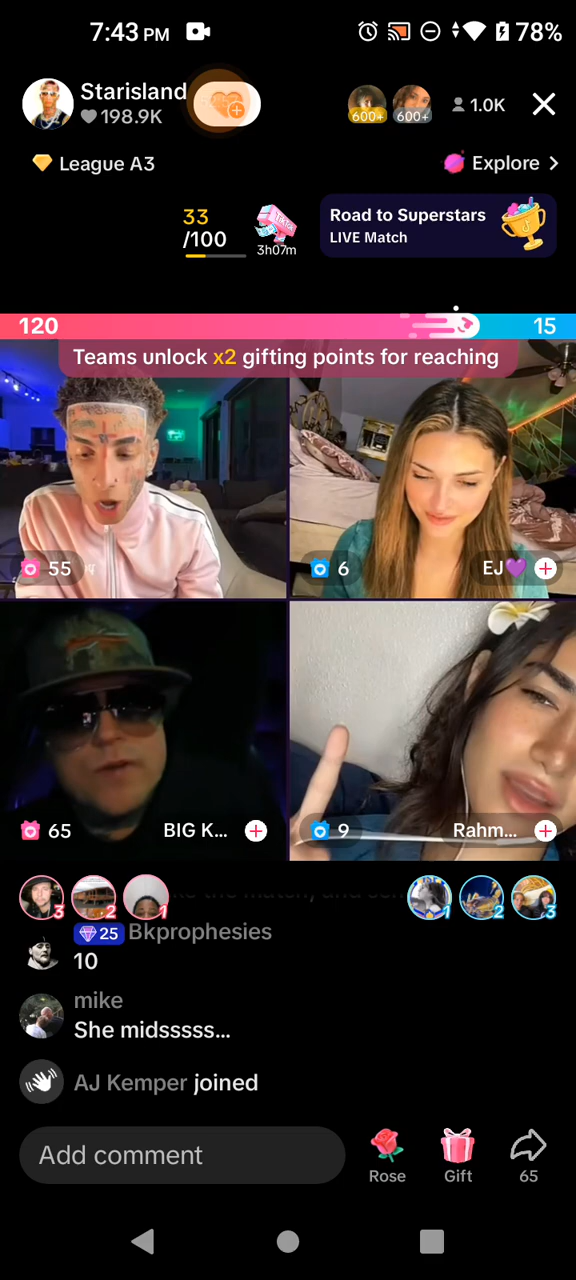 7:43 PM 78%
Starisland
198.9K
600+ 600+ 1.0K
League A3 Explore
33
/100
3h07m
Road to Superstars
LIVE Match
120 15
Teams unlock x2 gifting points for reaching
55
6 EJ💜
65 BIG K...
9 Rahm...
3 2 1 1 2 3
25 Bkprophesies
10
mike
She midsssss...
AJ Kemper joined
Add comment
Rose Gift 65